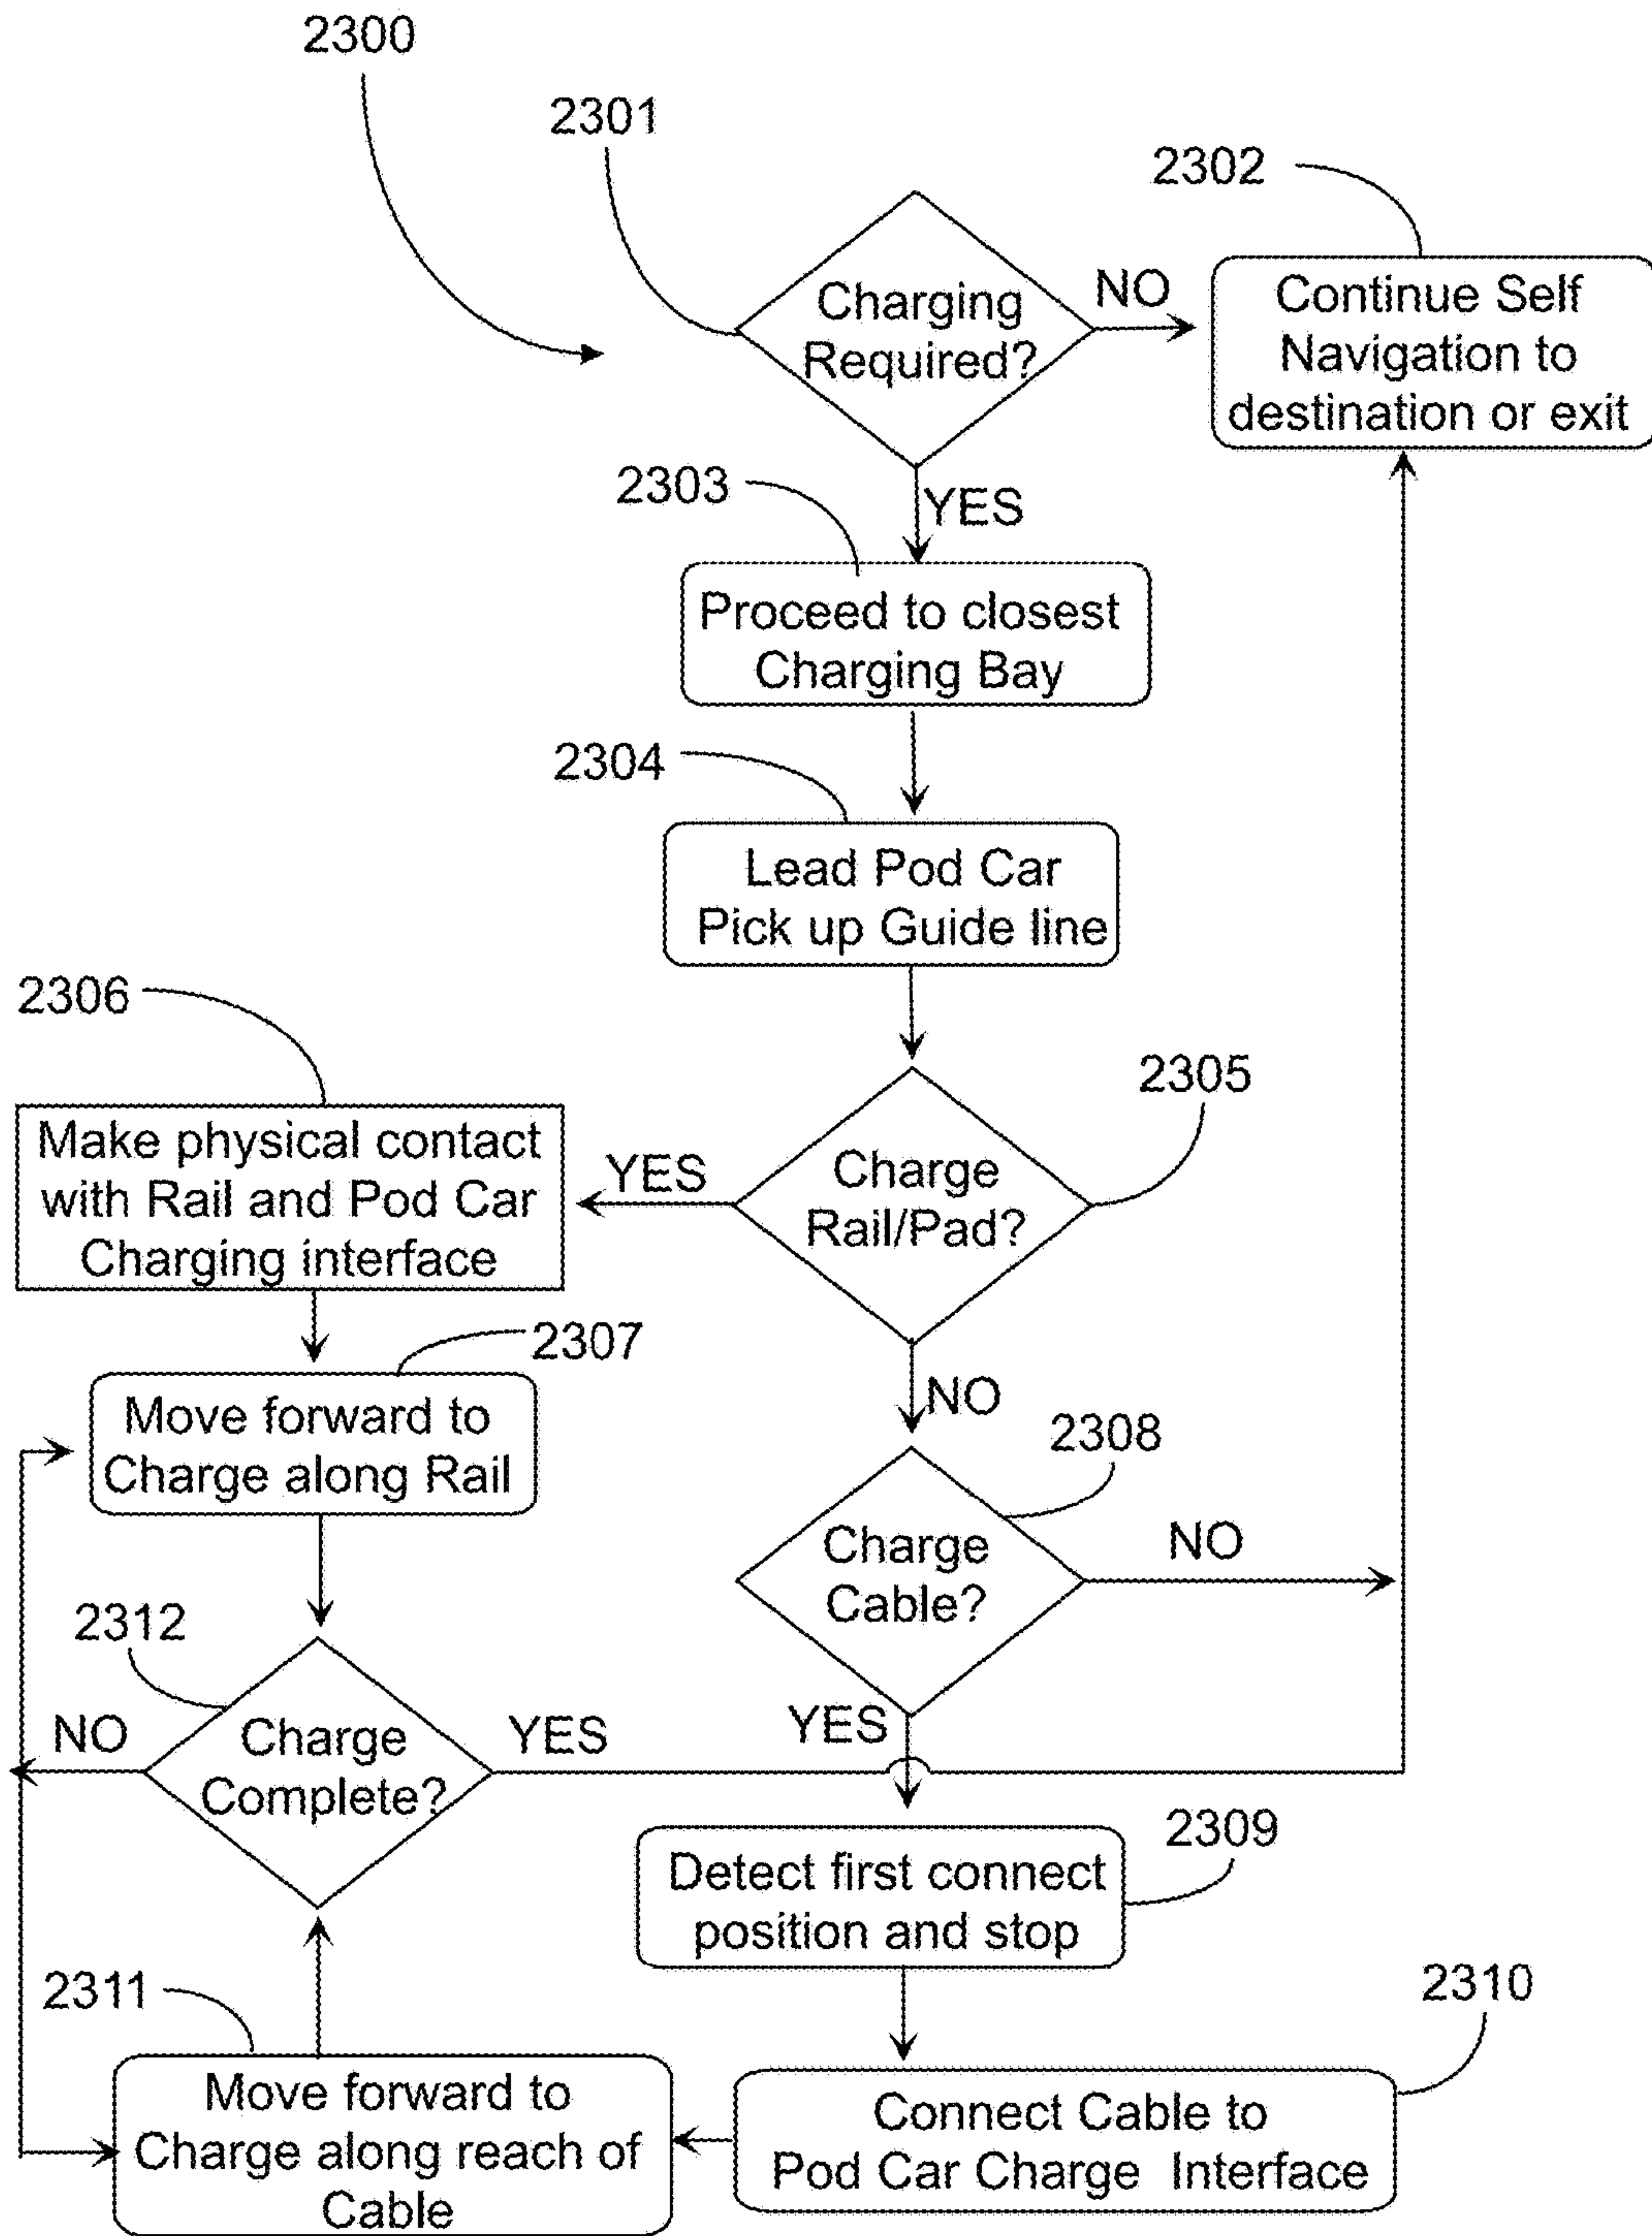 2300
2301
2302
Charging
Required?
NO
Continue Self
Navigation to
destination or exit
2303
YES
Proceed to closest
Charging Bay
2304
Lead Pod Car
Pick up Guide line
2306
2305
Make physical contact
with Rail and Pod Car
Charging interface
YES
Charge
Rail/Pad?
2307
NO
Move forward to
Charge along Rail
2308
Charge
Cable?
NO
2312
YES
NO
Charge
Complete?
YES
2309
Detect first connect
position and stop
2311
2310
Move forward to
Charge along reach of
Cable
Connect Cable to
Pod Car Charge Interface